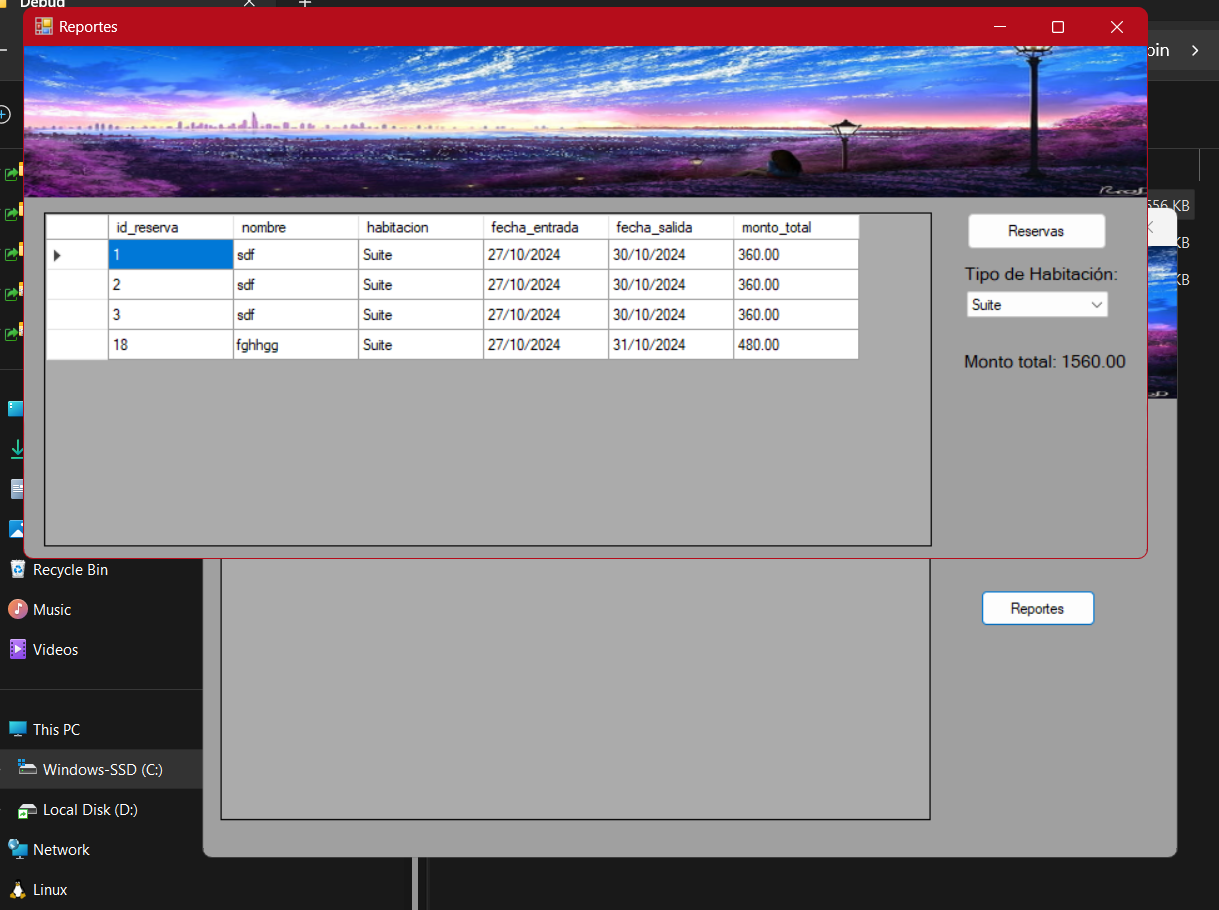 Debug
Reportes
bin
id_reserva nombre habitacion fecha_entrada fecha_salida monto_total
1 sdf Suite 27/10/2024 30/10/2024 360.00
2 sdf Suite 27/10/2024 30/10/2024 360.00
3 sdf Suite 27/10/2024 30/10/2024 360.00
18 fghhgg Suite 27/10/2024 31/10/2024 480.00
Reservas
Tipo de Habitación:
Suite
Monto total: 1560.00
KB
KB
KB
Reportes
Recycle Bin
Music
Videos
This PC
Windows-SSD (C:)
Local Disk (D:)
Network
Linux